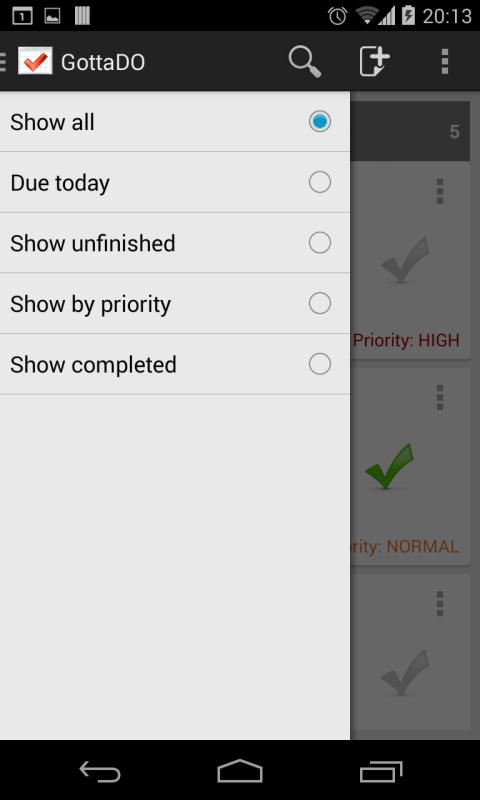 1
20:13
GottaDO
Show all
5
Due today
Show unfinished
Show by priority
Priority: HIGH
Show completed
rity: NORMAL